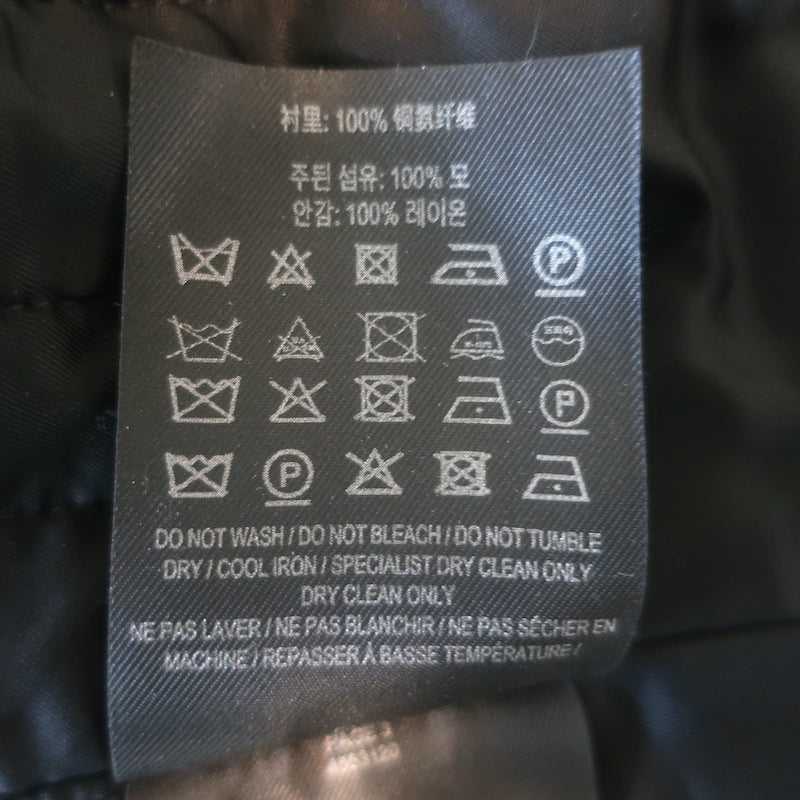 衬里: 100% 铜氨纤维
주된 섬유: 100% 모
안감: 100% 레이온
P
P
P
DO NOT WASH / DO NOT BLEACH / DO NOT TUMBLE
DRY / COOL IRON / SPECIALIST DRY CLEAN ONLY
DRY CLEAN ONLY
NE PAS LAVER / NE PAS BLANCHIR / NE PAS SÉCHER EN
MACHINE / REPASSER À BASSE TEMPÉRATURE /